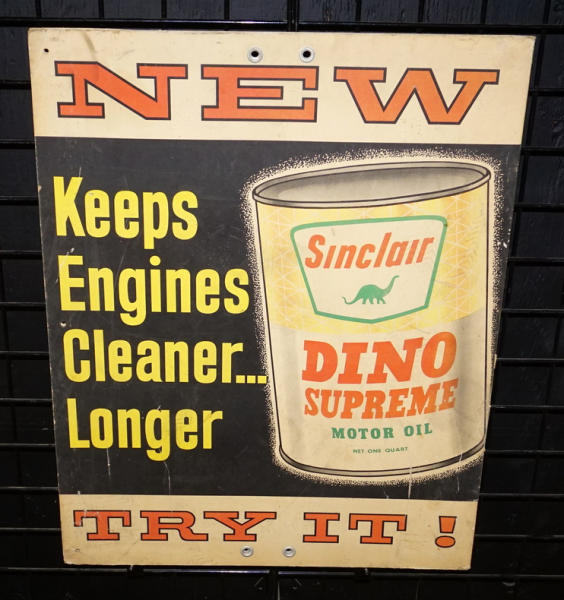 NEW
Keeps
Engines
Cleaner...
Longer
Sinclair
DINO
SUPREME
MOTOR OIL
NET ONE QUART
TRY IT!